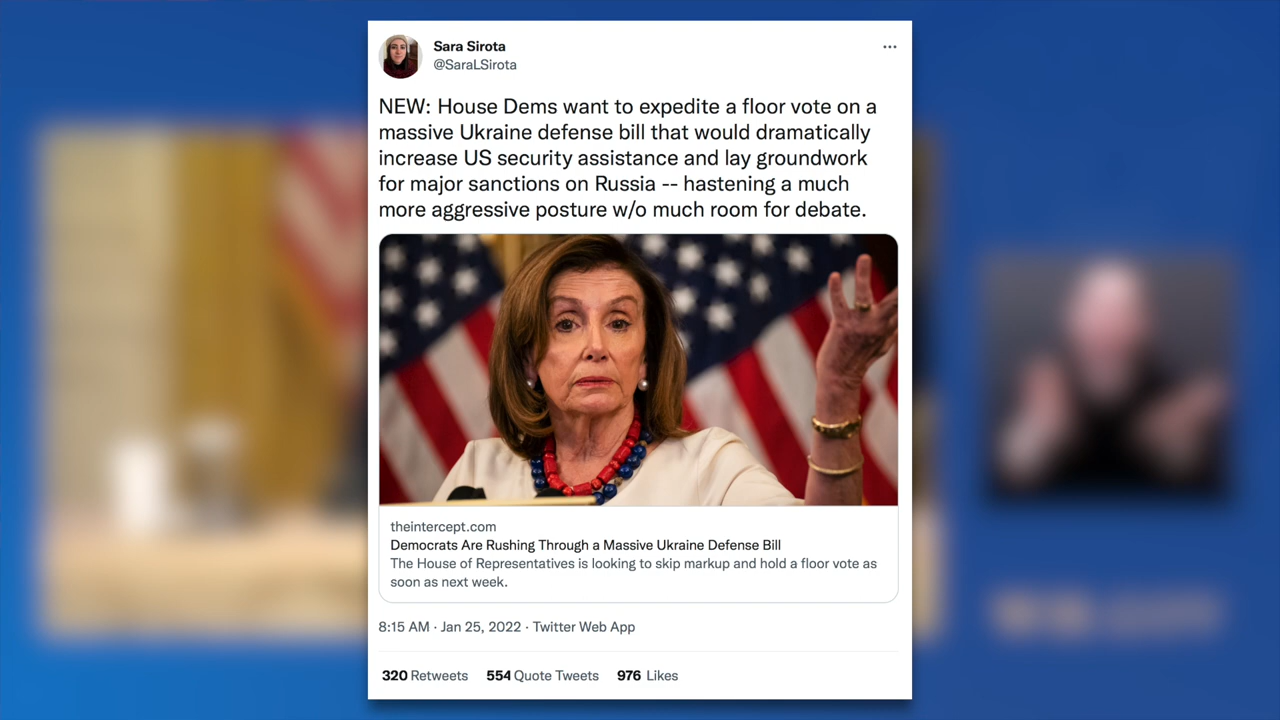 Sara Sirota
@SaraLSirota
NEW: House Dems want to expedite a floor vote on a
massive Ukraine defense bill that would dramatically
increase US security assistance and lay groundwork
for major sanctions on Russia -- hastening a much
more aggressive posture w/o much room for debate.
theintercept.com
Democrats Are Rushing Through a Massive Ukraine Defense Bill
The House of Representatives is looking to skip markup and hold a floor vote as
soon as next week.
8:15 AM · Jan 25, 2022 · Twitter Web App
320 Retweets 554 Quote Tweets 976 Likes